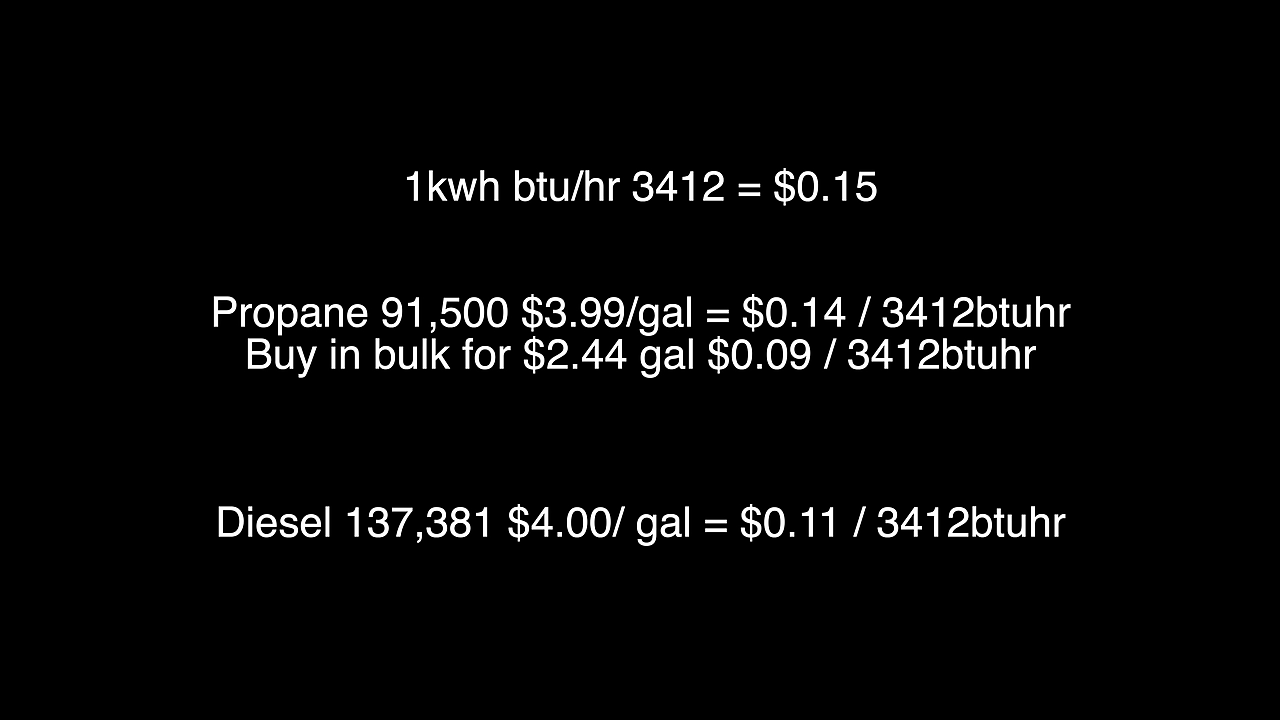 1kwh btu/hr 3412 = $0.15
Propane 91,500 $3.99/gal = $0.14 / 3412btuhr
Buy in bulk for $2.44 gal $0.09 / 3412btuhr
Diesel 137,381 $4.00/ gal = $0.11 / 3412btuhr